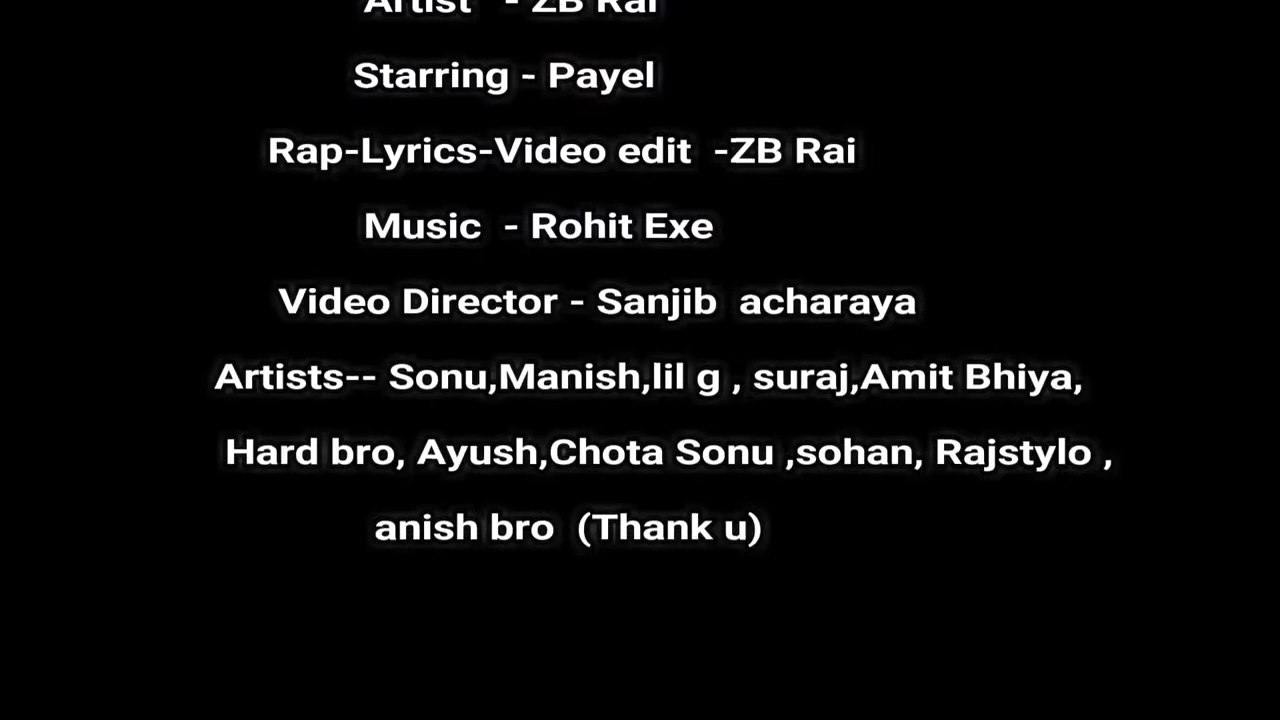 Artist - ZB Rai
Starring - Payel
Rap-Lyrics-Video edit -ZB Rai
Music - Rohit Exe
Video Director - Sanjib acharaya
Artists-- Sonu,Manish,lil g , suraj,Amit Bhiya,
Hard bro, Ayush,Chota Sonu ,sohan, Rajstylo ,
anish bro (Thank u)